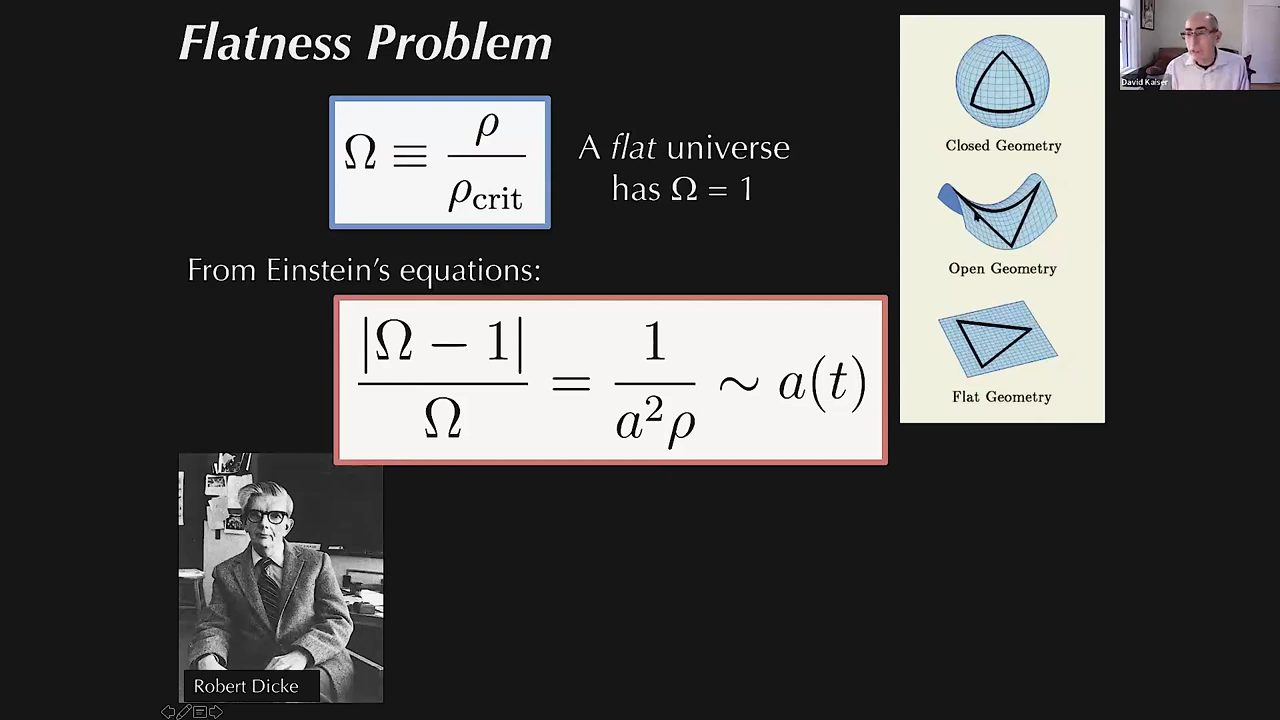 Flatness Problem
Ω ≡ ρ / ρcrit
A flat universe
has Ω = 1
From Einstein's equations:
|Ω − 1| / Ω = 1 / a²ρ ~ a(t)
Closed Geometry
Open Geometry
Flat Geometry
Robert Dicke
David Kaiser